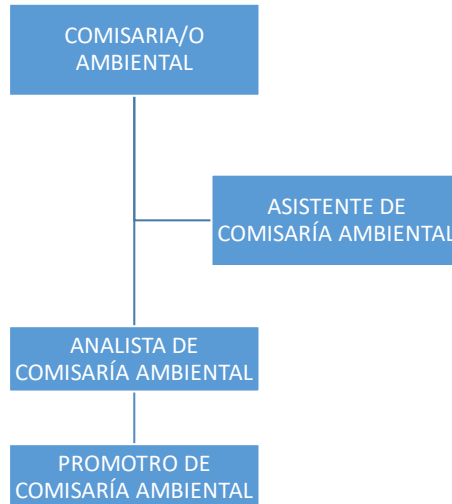 COMISARIA/O
AMBIENTAL
ASISTENTE DE
COMISARÍA AMBIENTAL
ANALISTA DE
COMISARÍA AMBIENTAL
PROMOTRO DE
COMISARÍA AMBIENTAL